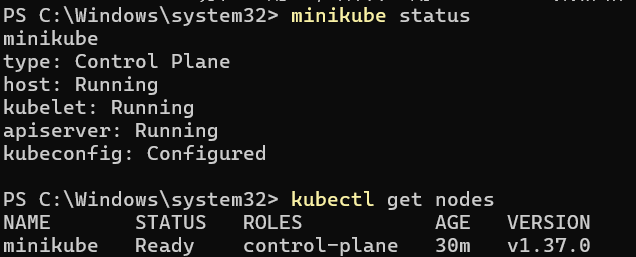 PS C:\Windows\system32> minikube status
minikube
type: Control Plane
host: Running
kubelet: Running
apiserver: Running
kubeconfig: Configured
PS C:\Windows\system32> kubectl get nodes
NAME       STATUS   ROLES           AGE   VERSION
minikube   Ready    control-plane   30m   v1.37.0